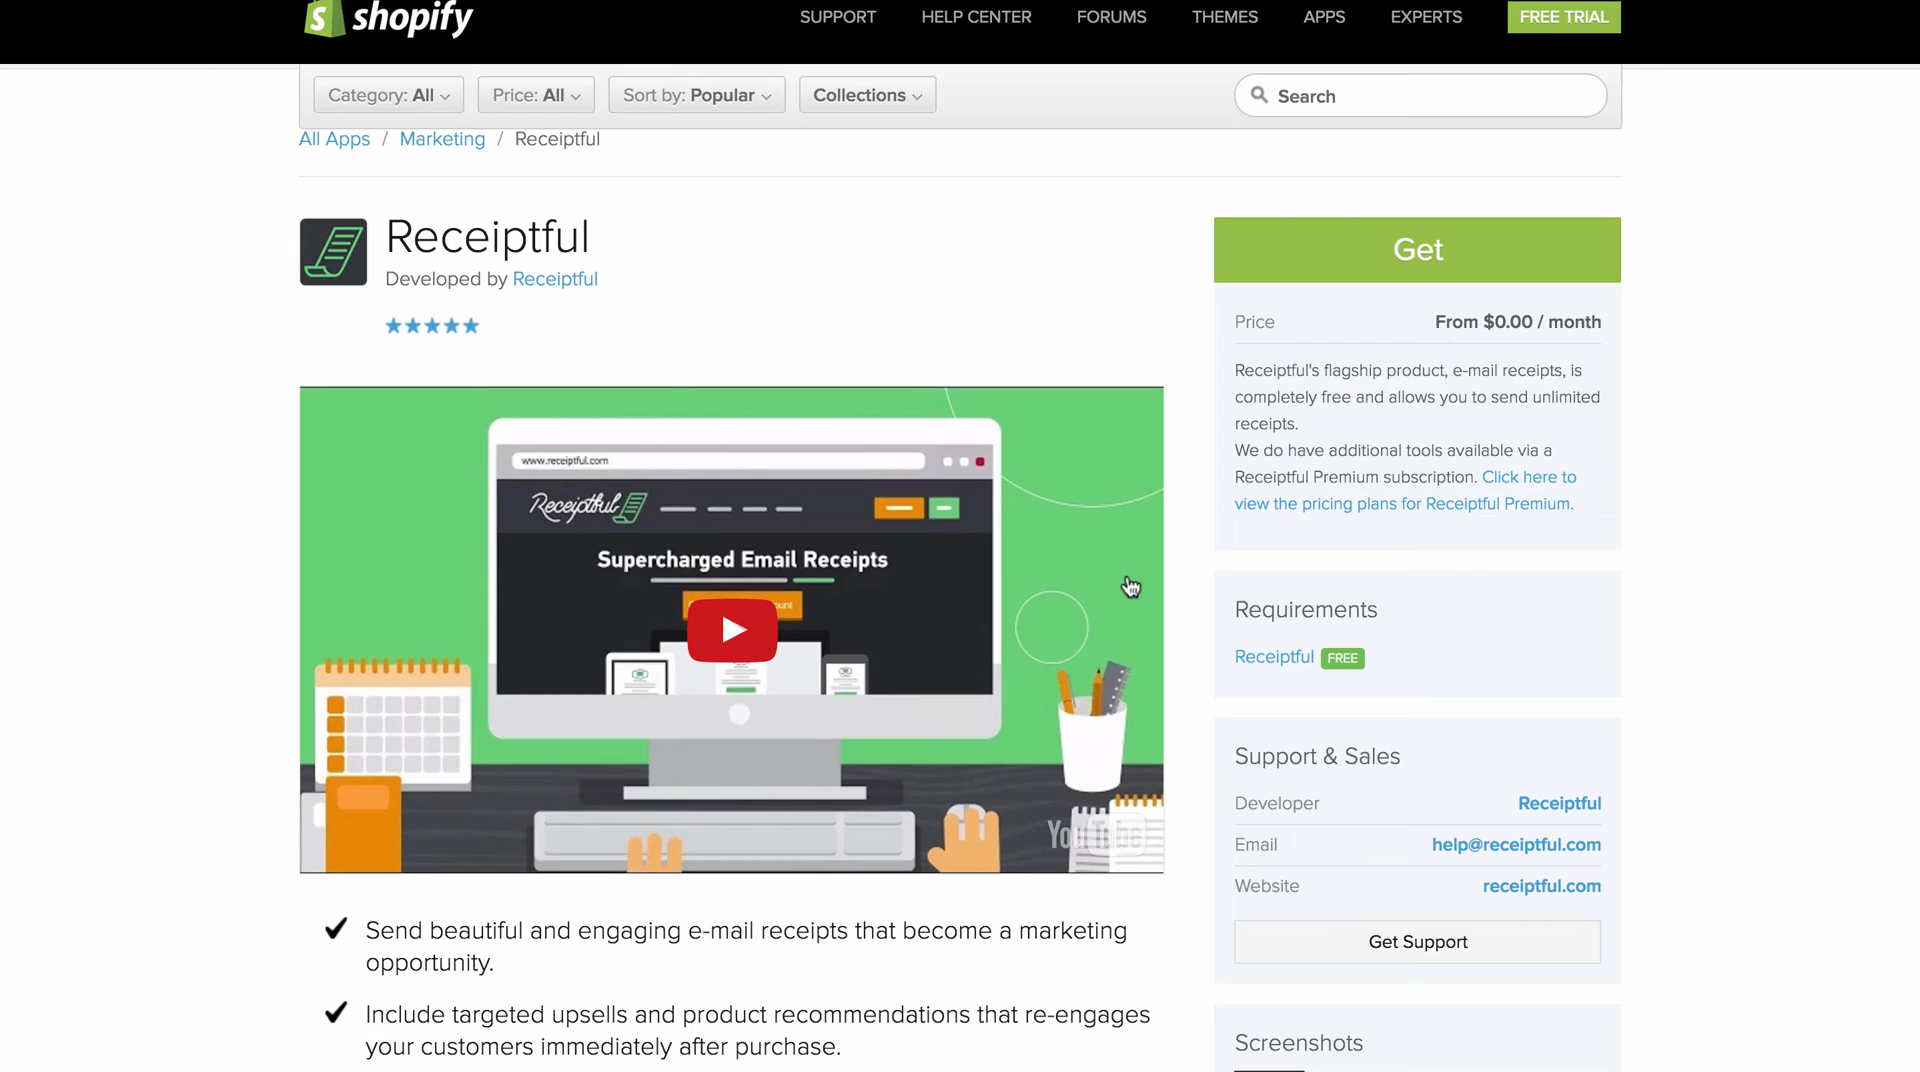 shopify
SUPPORT
HELP CENTER
FORUMS
THEMES
APPS
EXPERTS
FREE TRIAL
Category: All
Price: All
Sort by: Popular
Collections
Search
All Apps / Marketing / Receiptful
Receiptful
Developed by Receiptful
www.receiptful.com
Receiptful
Supercharged Email Receipts
YouTube
Send beautiful and engaging e-mail receipts that become a marketing
opportunity.
Include targeted upsells and product recommendations that re-engages
your customers immediately after purchase.
Get
Price From $0.00 / month
Receiptful's flagship product, e-mail receipts, is
completely free and allows you to send unlimited
receipts.
We do have additional tools available via a
Receiptful Premium subscription. Click here to
view the pricing plans for Receiptful Premium.
Requirements
Receiptful FREE
Support & Sales
Developer Receiptful
Email help@receiptful.com
Website receiptful.com
Get Support
Screenshots